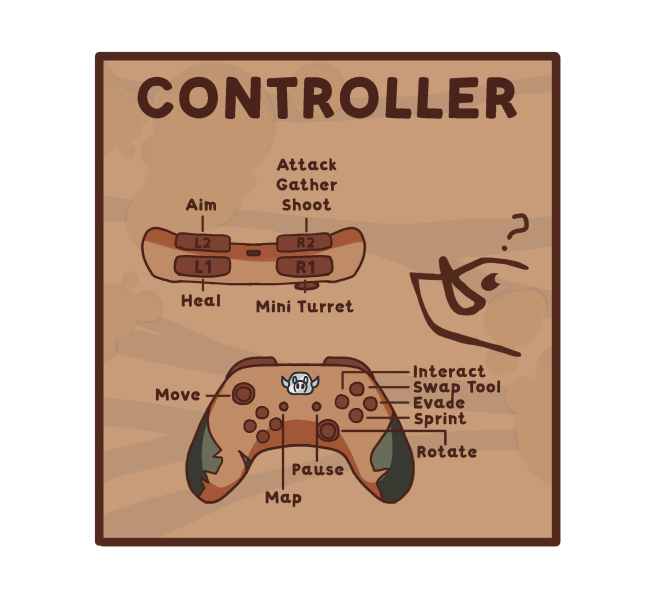 CONTROLLER
Attack
Gather
Aim Shoot
L2 R2
L1 R1
Heal Mini Turret
?
Interact
Swap Tool
Move Evade
Sprint
Rotate
Pause
Map